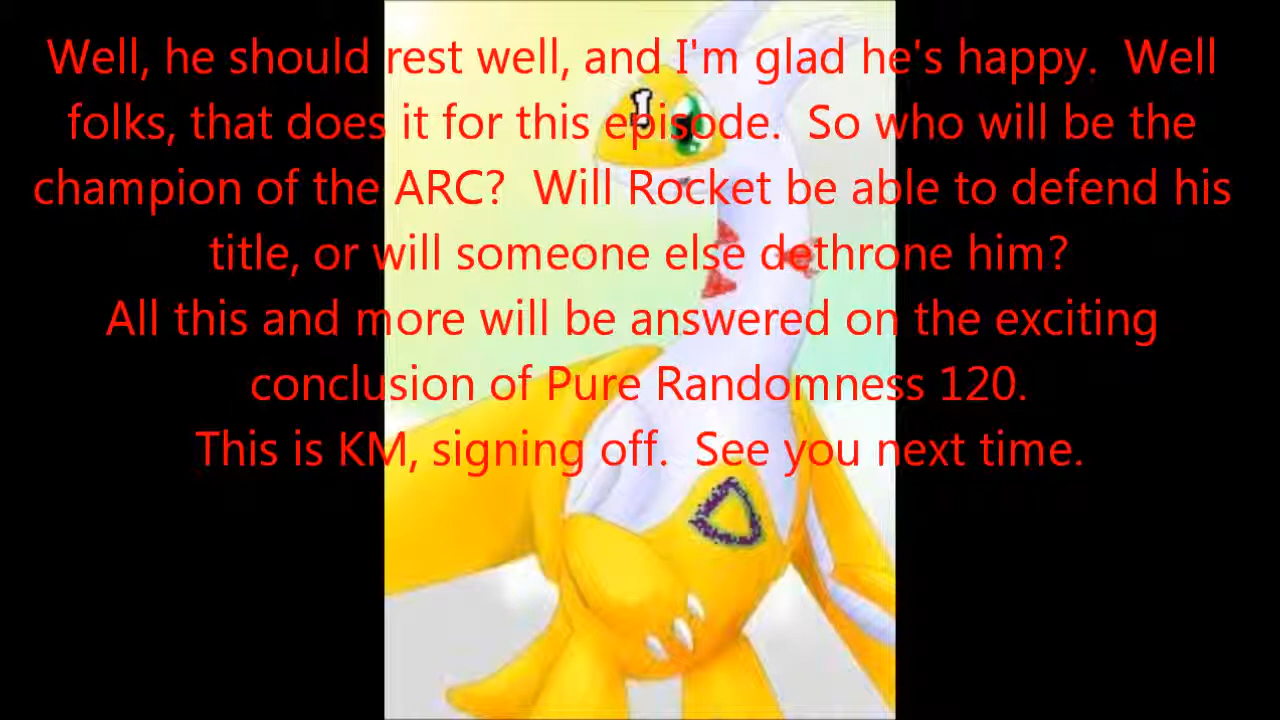 Well, he should rest well, and I'm glad he's happy.  Well
folks, that does it for this episode.  So who will be the
champion of the ARC?  Will Rocket be able to defend his
title, or will someone else dethrone him?
All this and more will be answered on the exciting
conclusion of Pure Randomness 120.
This is KM, signing off.  See you next time.